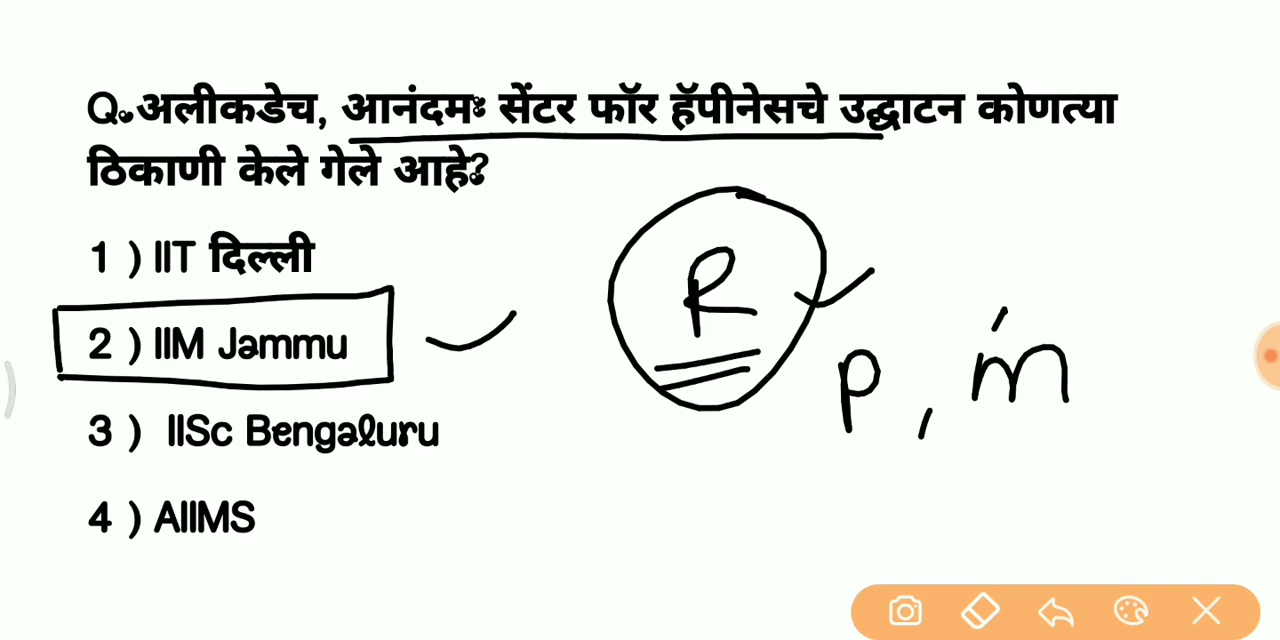 Q. अलीकडेच, आनंदमः सेंटर फॉर हॅपीनेसचे उद्घाटन कोणत्या
ठिकाणी केले गेले आहे?
1 ) IIT दिल्ली
2 ) IIM Jammu
3 ) IISc Bengaluru
4 ) AIIMS
R
P, m